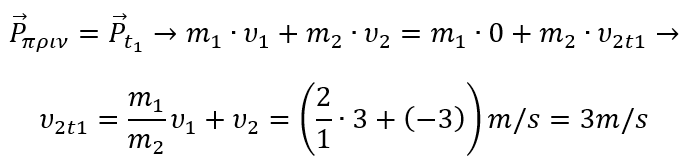 P⃗πριν = P⃗t₁ → m₁ · υ₁ + m₂ · υ₂ = m₁ · 0 + m₂ · υ₂t₁ →
υ₂t₁ = m₁/m₂ υ₁ + υ₂ = (2/1 · 3 + (−3)) m/s = 3m/s